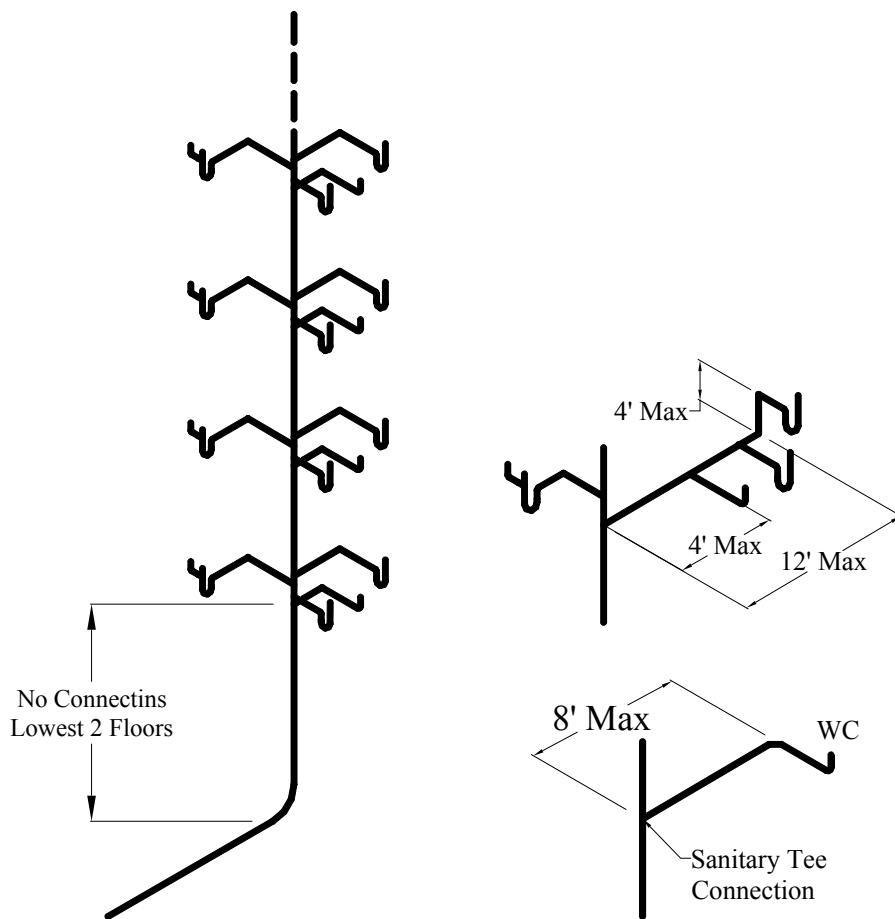 4' Max
4' Max
12' Max
No Connectins
Lowest 2 Floors
8' Max
WC
Sanitary Tee
Connection